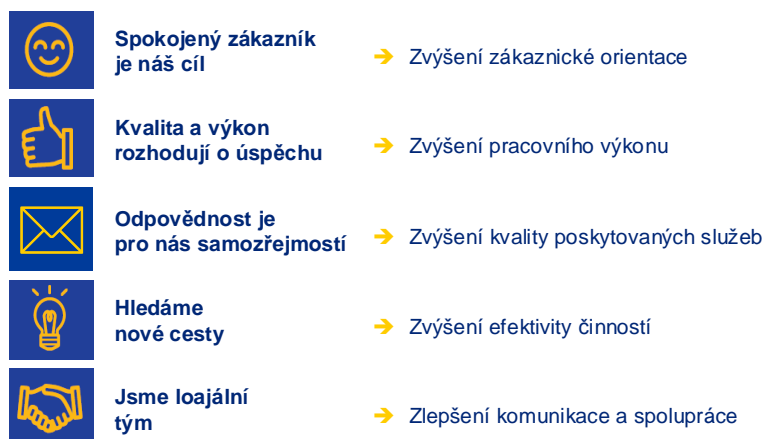 Spokojený zákazník
je náš cíl
Zvýšení zákaznické orientace
Kvalita a výkon
rozhodují o úspěchu
Zvýšení pracovního výkonu
Odpovědnost je
pro nás samozřejmostí
Zvýšení kvality poskytovaných služeb
Hledáme
nové cesty
Zvýšení efektivity činností
Jsme loajální
tým
Zlepšení komunikace a spolupráce